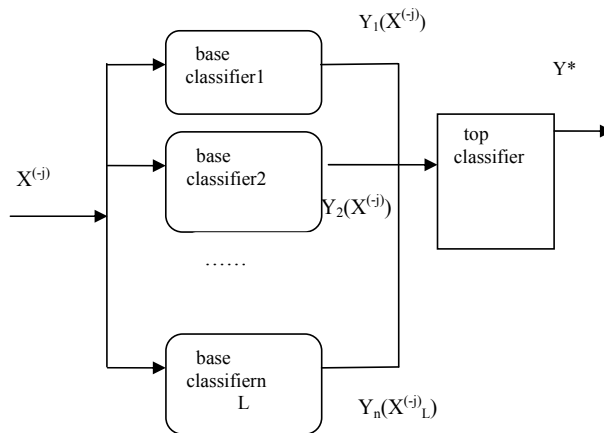 Y₁(X⁽⁻ʲ⁾)
base
classifier1
Y*
base
classifier2
top
classifier
X⁽⁻ʲ⁾
Y₂(X⁽⁻ʲ⁾)
......
base
classifiern
L
Yₙ(X⁽⁻ʲ⁾L)